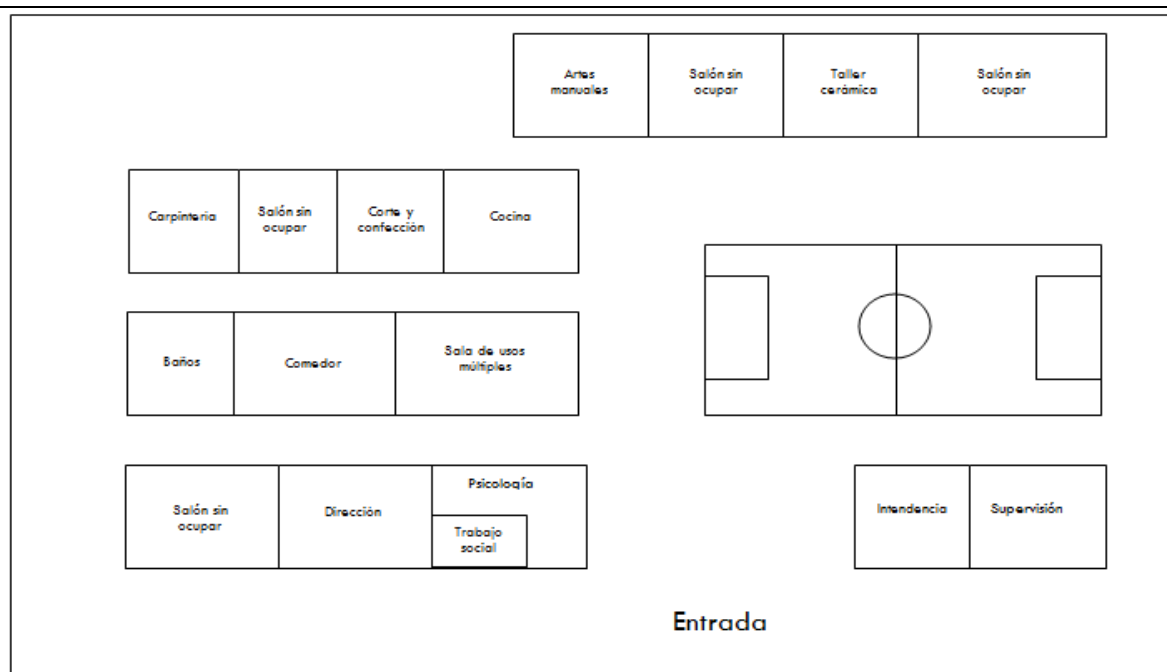 Artes
manuales
Salón sin
ocupar
Taller
cerámica
Salón sin
ocupar
Carpinteria
Salón sin
ocupar
Corte y
confección
Cocina
Baños
Comedor
Sala de usos
múltiples
Salón sin
ocupar
Dirección
Psicología
Trabajo
social
Intendencia
Supervisión
Entrada